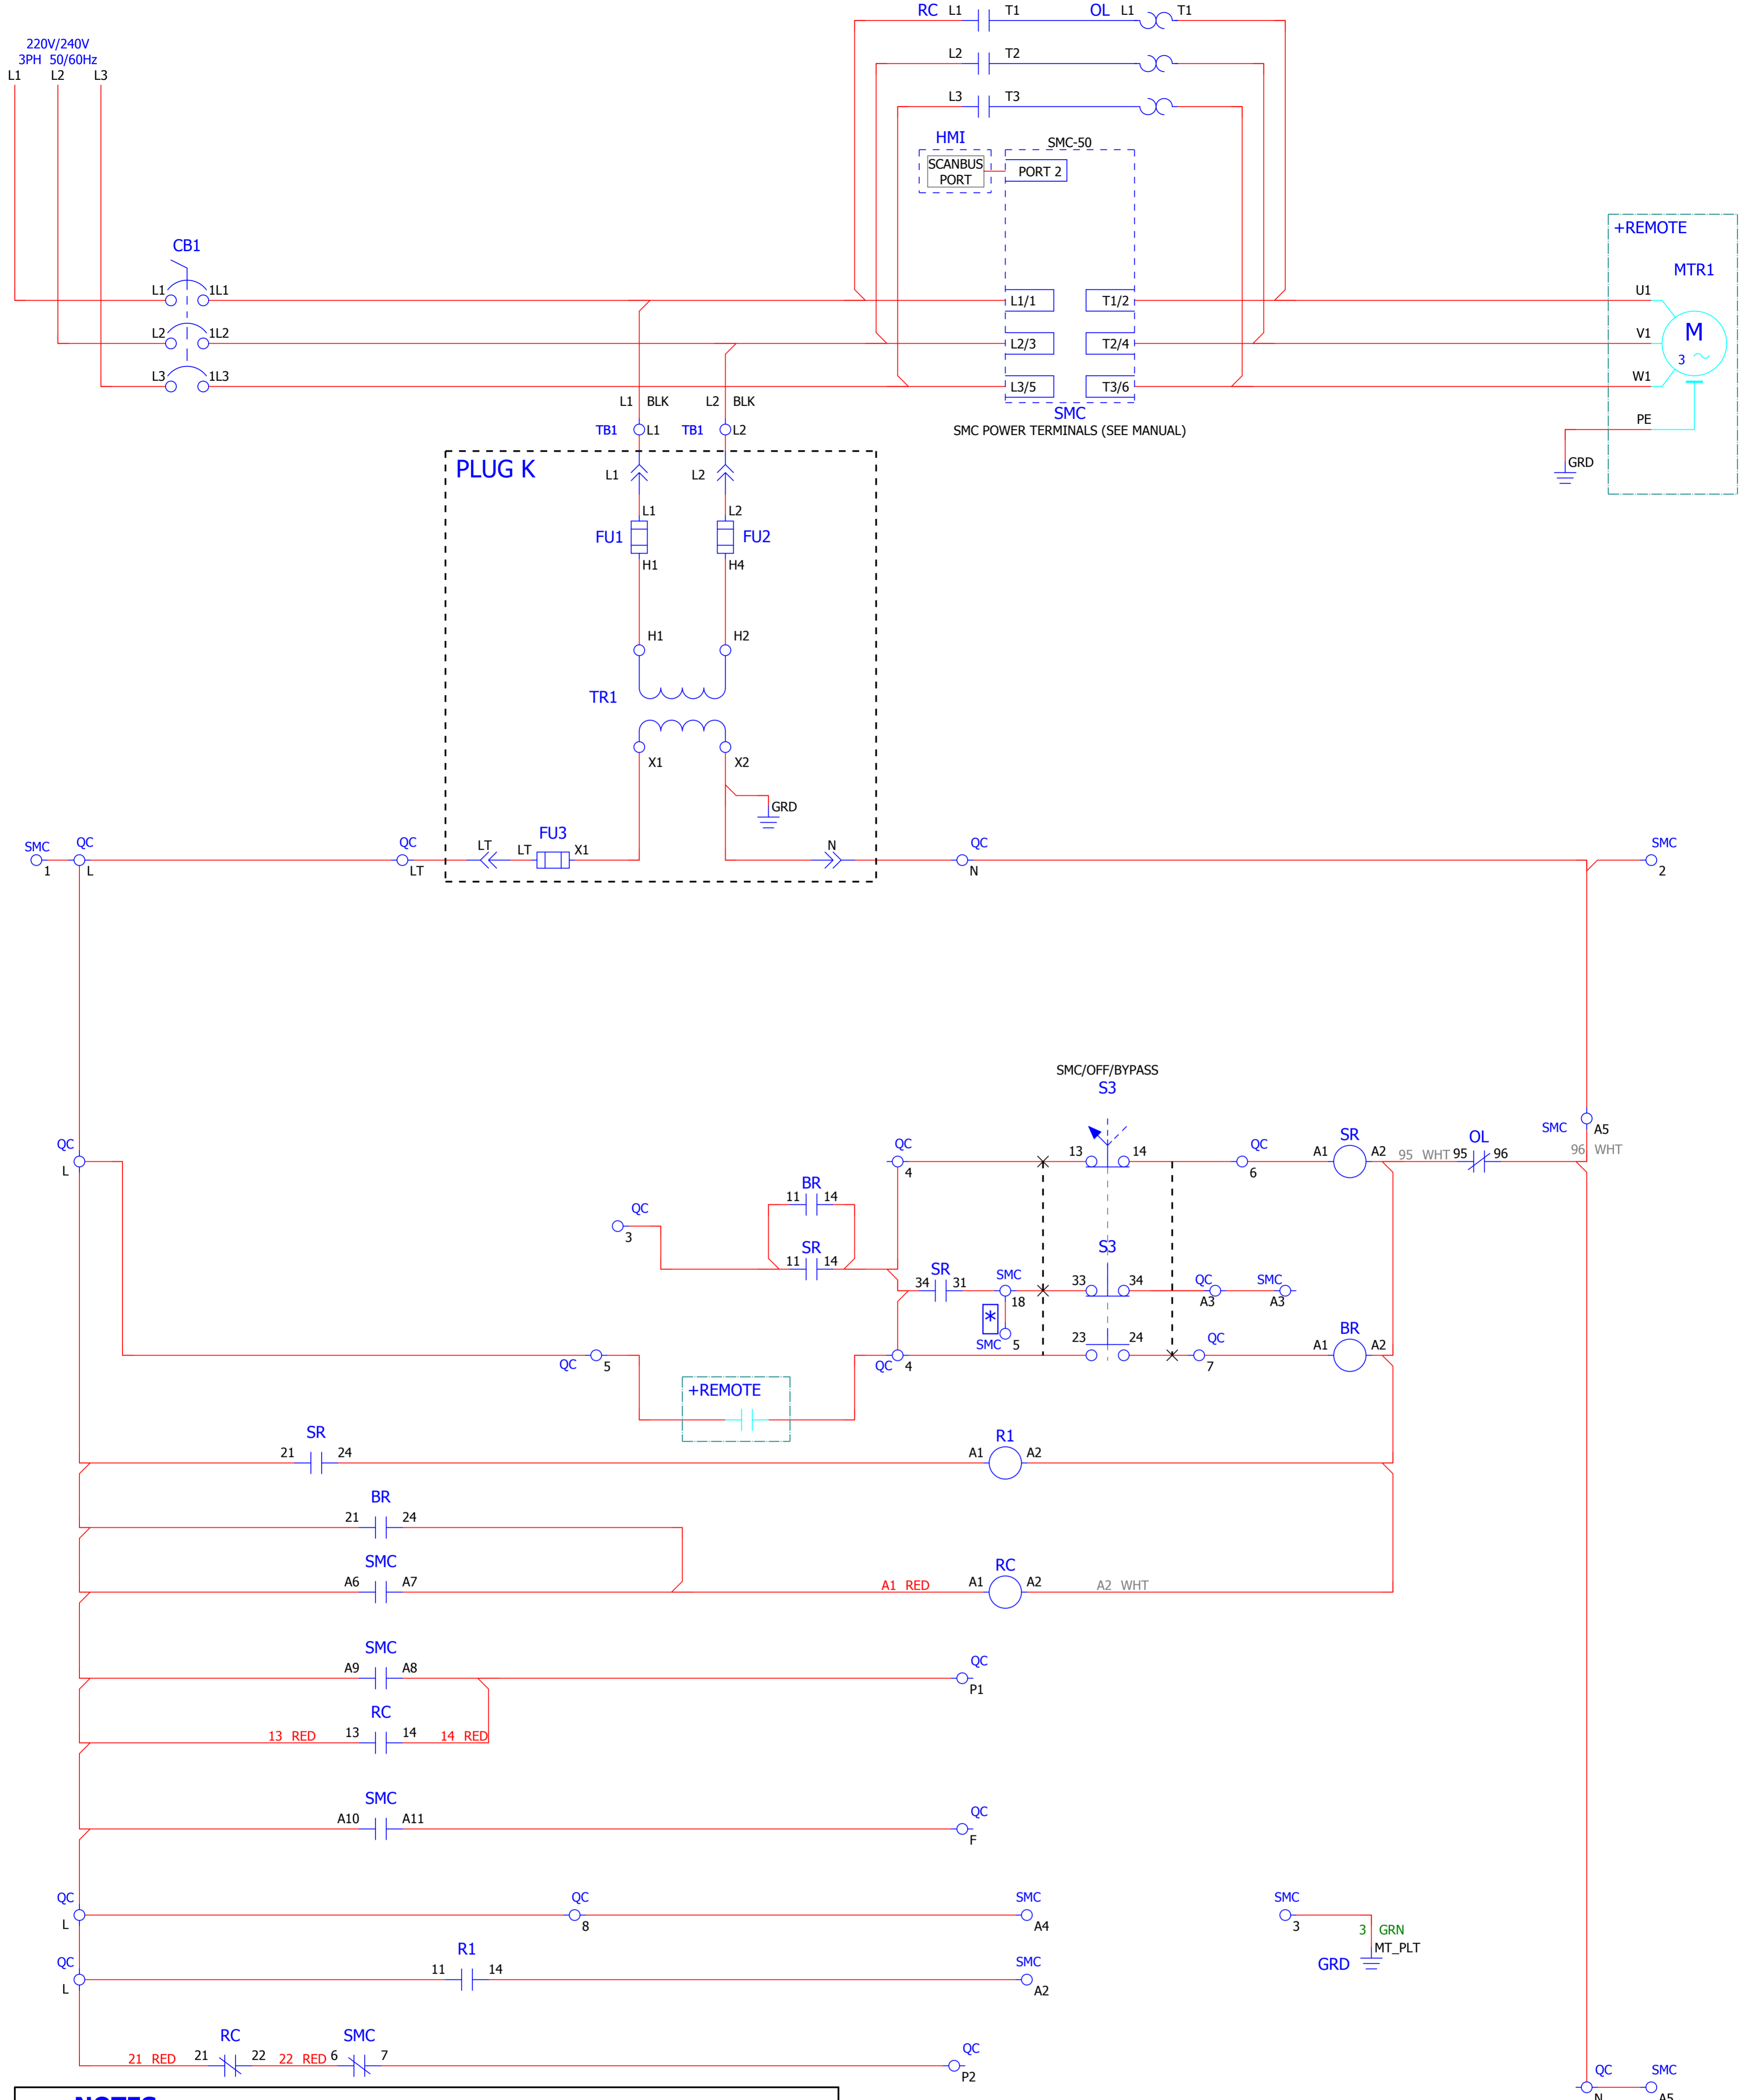 RC L1 T1 OL L1 T1
220V/240V
3PH 50/60Hz
L1 L2 L3
L2 T2
L3 T3
HMI
SMC-50
SCANBUS
PORT
PORT 2
+REMOTE
CB1
MTR1
L1 1L1 L1/1 T1/2 U1
L2 1L2 L2/3 T2/4 V1
M
3
L3 1L3 L3/5 T3/6 W1
L1 BLK L2 BLK
SMC
PE
TB1 L1 TB1 L2
SMC POWER TERMINALS (SEE MANUAL)
GRD
PLUG K
L1 L2
L1 L2
FU1 FU2
H1 H4
H1 H2
TR1
X1 X2
GRD
SMC QC QC FU3 QC SMC
LT LT X1 N
1 L LT N 2
SMC/OFF/BYPASS
S3
SMC A5
QC QC 13 14 QC SR OL
A1 A2 95 WHT 95 96 96 WHT
L 4 6
BR
11 14
QC
3
SR S3
11 14
SR SMC QC SMC
34 31 33 34
18 A3 A3
*
SMC 5
23 24 QC BR
A1 A2
QC 5 QC 4 7
+REMOTE
SR R1
21 24 A1 A2
BR
21 24
SMC RC
A6 A7 A1 RED A1 A2 A2 WHT
SMC QC
A9 A8
P1
RC
13 RED 13 14 14 RED
SMC QC
A10 A11
F
QC QC SMC SMC
L 8 A4 3
3 GRN
MT_PLT
GRD
QC R1 SMC
11 14
L A2
RC SMC QC
21 RED 21 22 22 RED 6 7
P2
QC SMC
N A5
NOTES